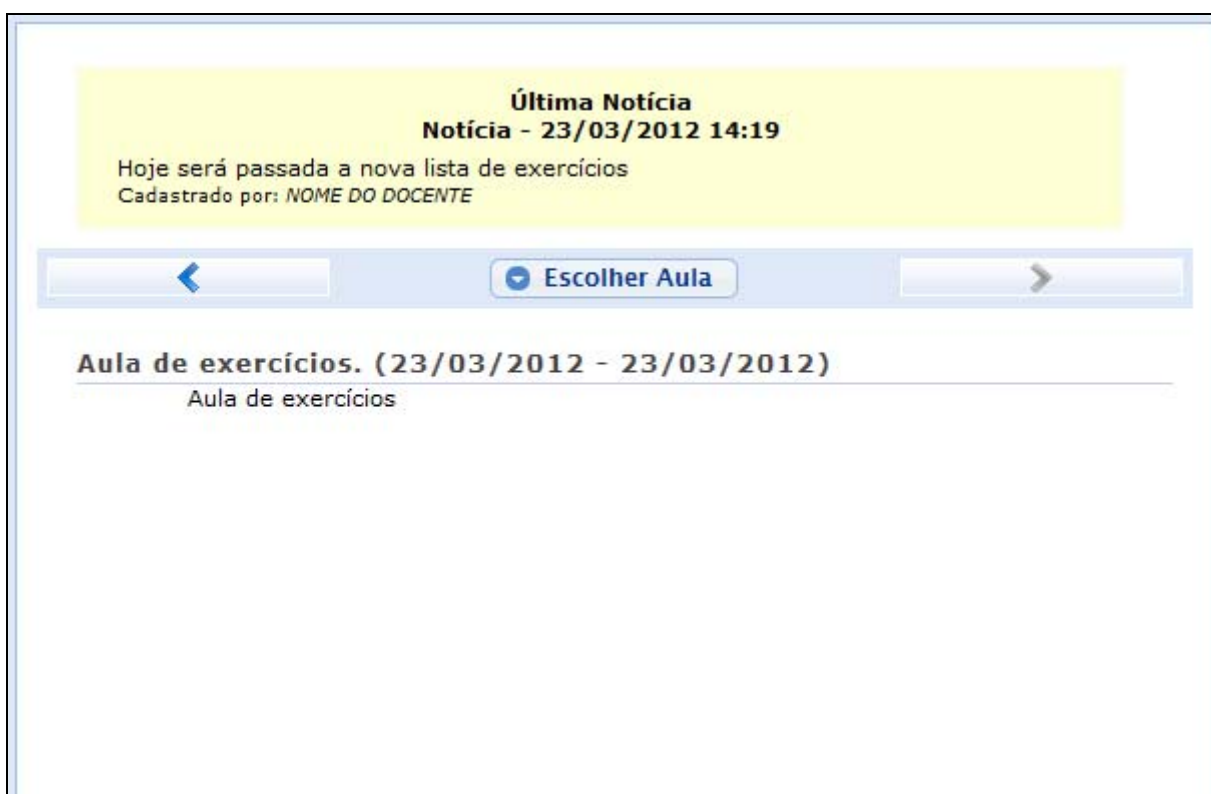 Última Notícia
Notícia - 23/03/2012 14:19
Hoje será passada a nova lista de exercícios
Cadastrado por: NOME DO DOCENTE
Escolher Aula
Aula de exercícios. (23/03/2012 - 23/03/2012)
Aula de exercícios